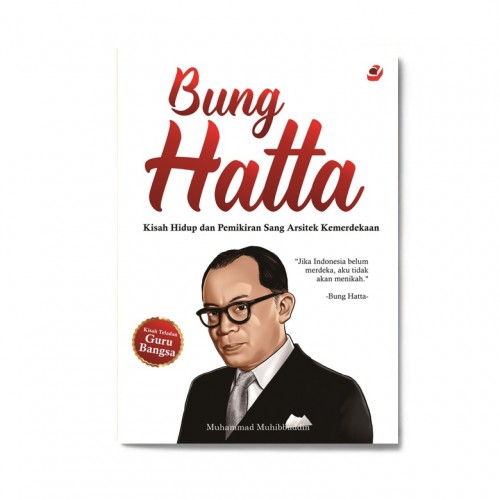 Bung
Hatta
Kisah Hidup dan Pemikiran Sang Arsitek Kemerdekaan
"Jika Indonesia belum
merdeka, aku tidak
akan menikah."
-Bung Hatta-
Kisah Teladan
Guru
Bangsa
Muhammad Muhibbuddin